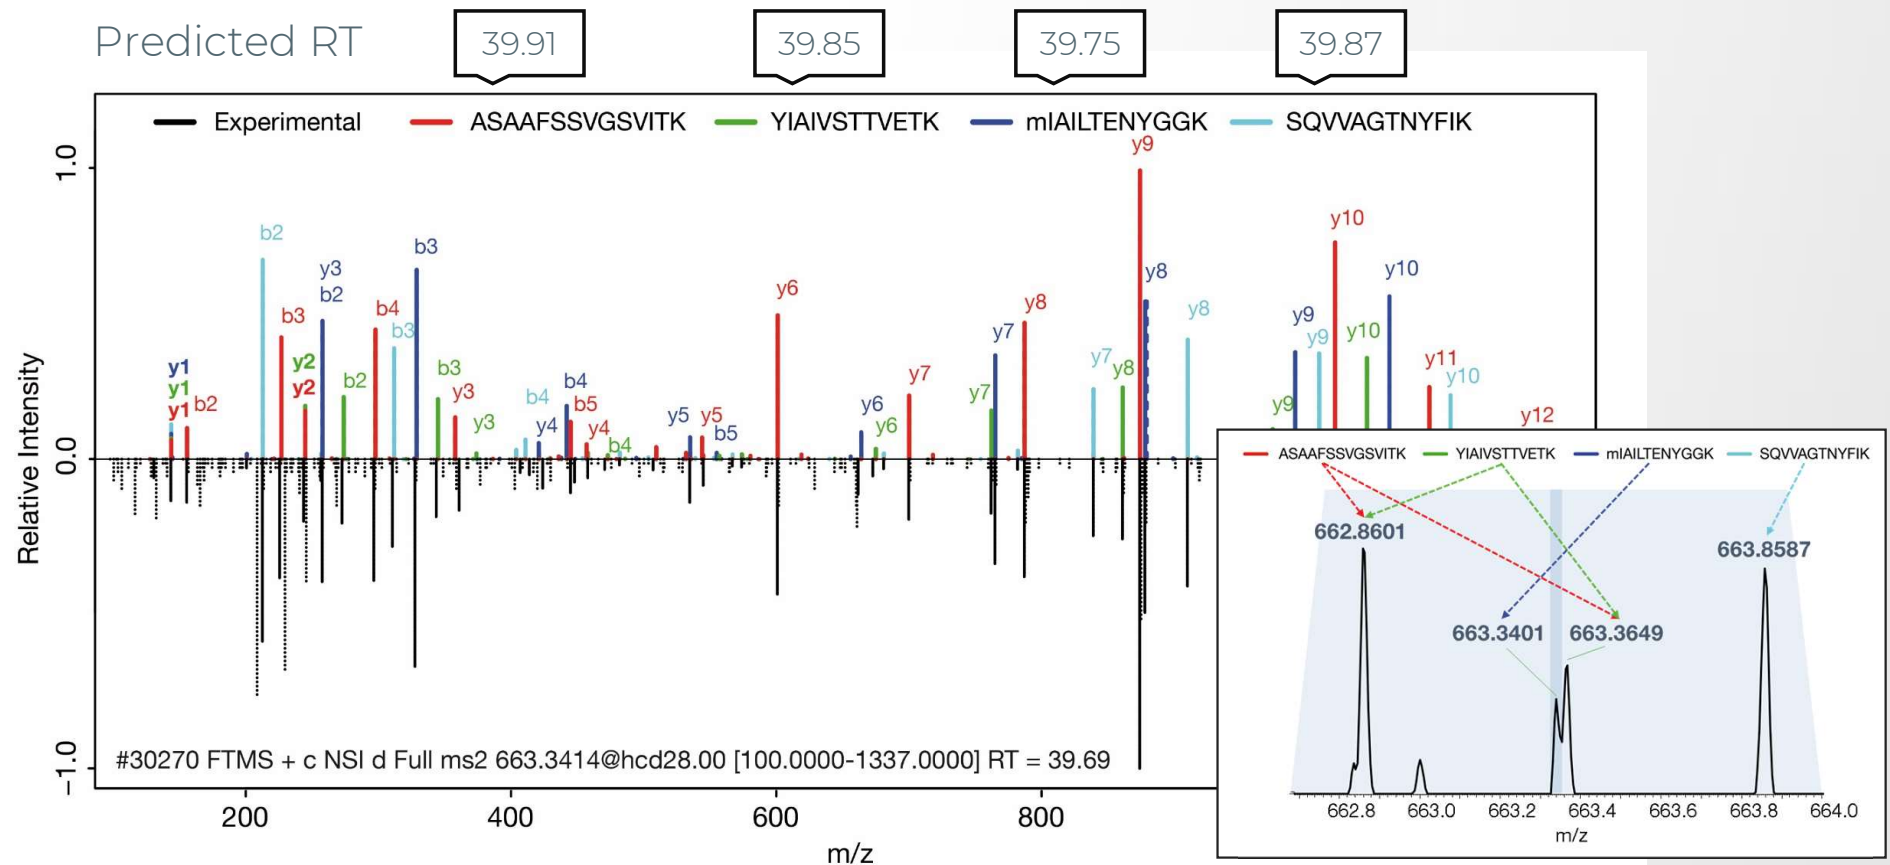 Predicted RT
39.91
39.85
39.75
39.87
Experimental
ASAAFSSVGSVITK
YIAIVSTTVETK
mIAILTENYGGK
SQVVAGTNYFIK
Relative Intensity
1.0
0.0
−1.0
y1
y1
y1
b2
b2
b3
y2
y2
y3
b2
b2
b4
b3
b3
b3
y3
y3
b4
y4
b4
b5
y4
b4
y5
y5
b5
y6
y6
y6
y7
y7
y7
y8
y7
y8
y9
y8
y8
y9
y9
y9
y10
y10
y10
y11
y10
y12
#30270 FTMS + c NSI d Full ms2 663.3414@hcd28.00 [100.0000-1337.0000] RT = 39.69
200
400
600
800
m/z
ASAAFSSVGSVITK
YIAIVSTTVETK
mIAILTENYGGK
SQVVAGTNYFIK
662.8601
663.8587
663.3401
663.3649
662.8
663.0
663.2
663.4
663.6
663.8
664.0
m/z